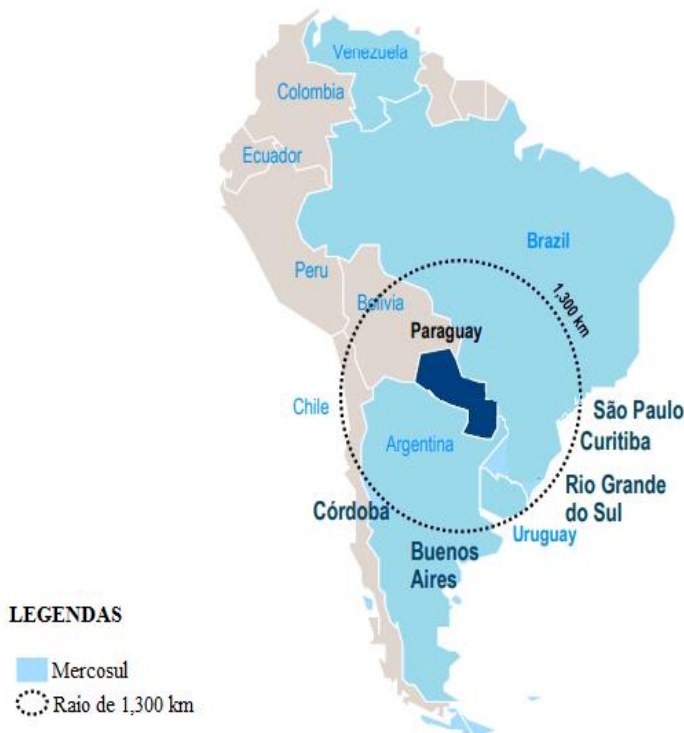 Venezuela
Colombia
Ecuador
Brazil
Peru
Bolivia
1,300 km
Paraguay
Chile
São Paulo
Curitiba
Argentina
Rio Grande
do Sul
Córdoba
Uruguay
Buenos
Aires
LEGENDAS
Mercosul
Raio de 1,300 km